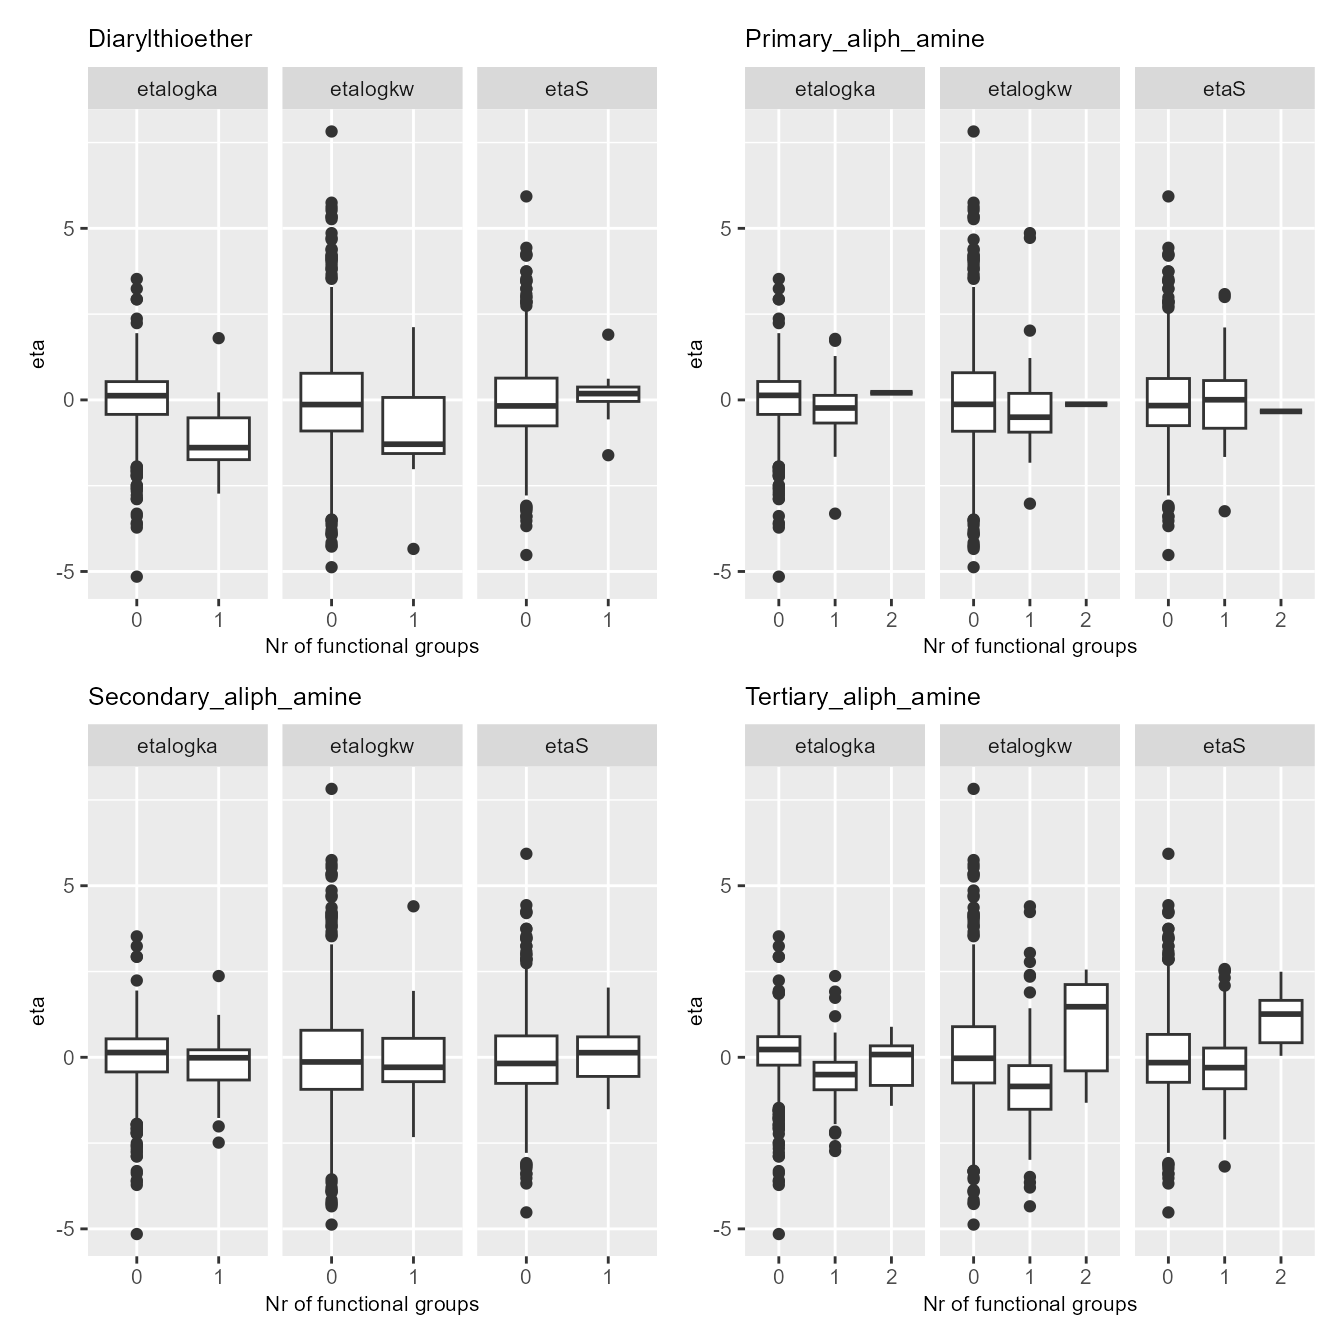 Diarylthioether
etalogka etalogkw etaS
eta
5
0
-5
0 1 0 1 0 1
Nr of functional groups
Primary_aliph_amine
etalogka etalogkw etaS
eta
5
0
-5
0 1 2 0 1 2 0 1 2
Nr of functional groups
Secondary_aliph_amine
etalogka etalogkw etaS
eta
5
0
-5
0 1 0 1 0 1
Nr of functional groups
Tertiary_aliph_amine
etalogka etalogkw etaS
eta
5
0
-5
0 1 2 0 1 2 0 1 2
Nr of functional groups